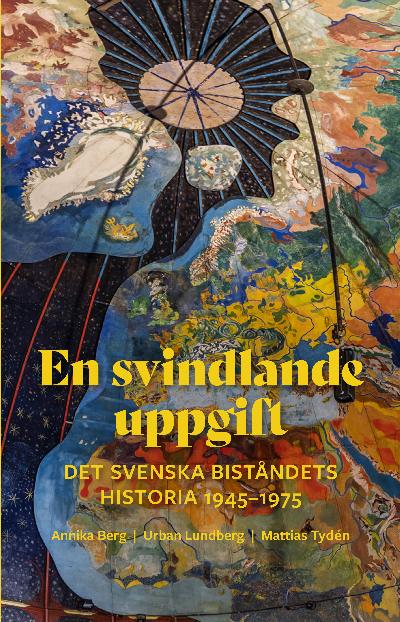 En svindlande
uppgift
DET SVENSKA BISTÅNDETS
HISTORIA 1945–1975
Annika Berg | Urban Lundberg | Mattias Tydén